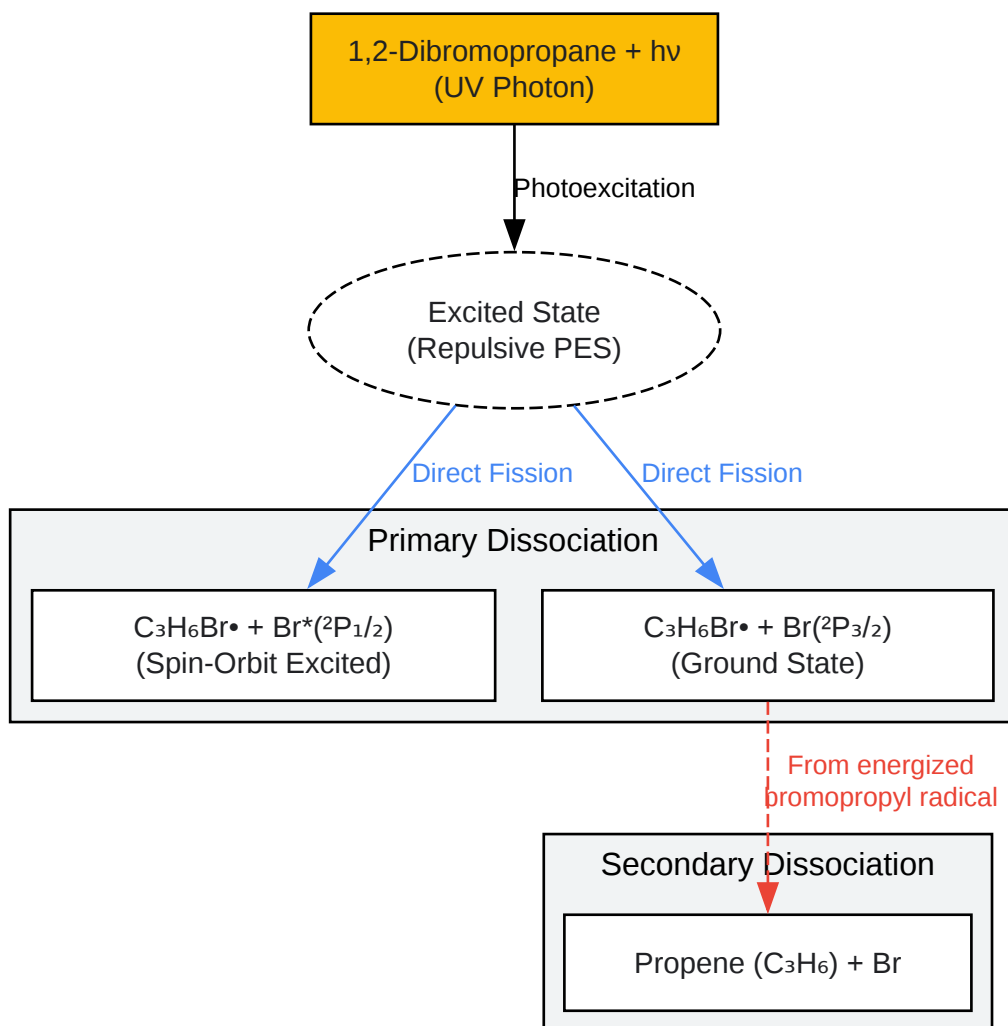 1,2-Dibromopropane + hν
(UV Photon)
Photoexcitation
Excited State
(Repulsive PES)
Direct Fission
Direct Fission
Primary Dissociation
C₃H₆Br• + Br*(²P₁/₂)
(Spin-Orbit Excited)
C₃H₆Br• + Br(²P₃/₂)
(Ground State)
From energized
bromopropyl radical
Secondary Dissociation
Propene (C₃H₆) + Br